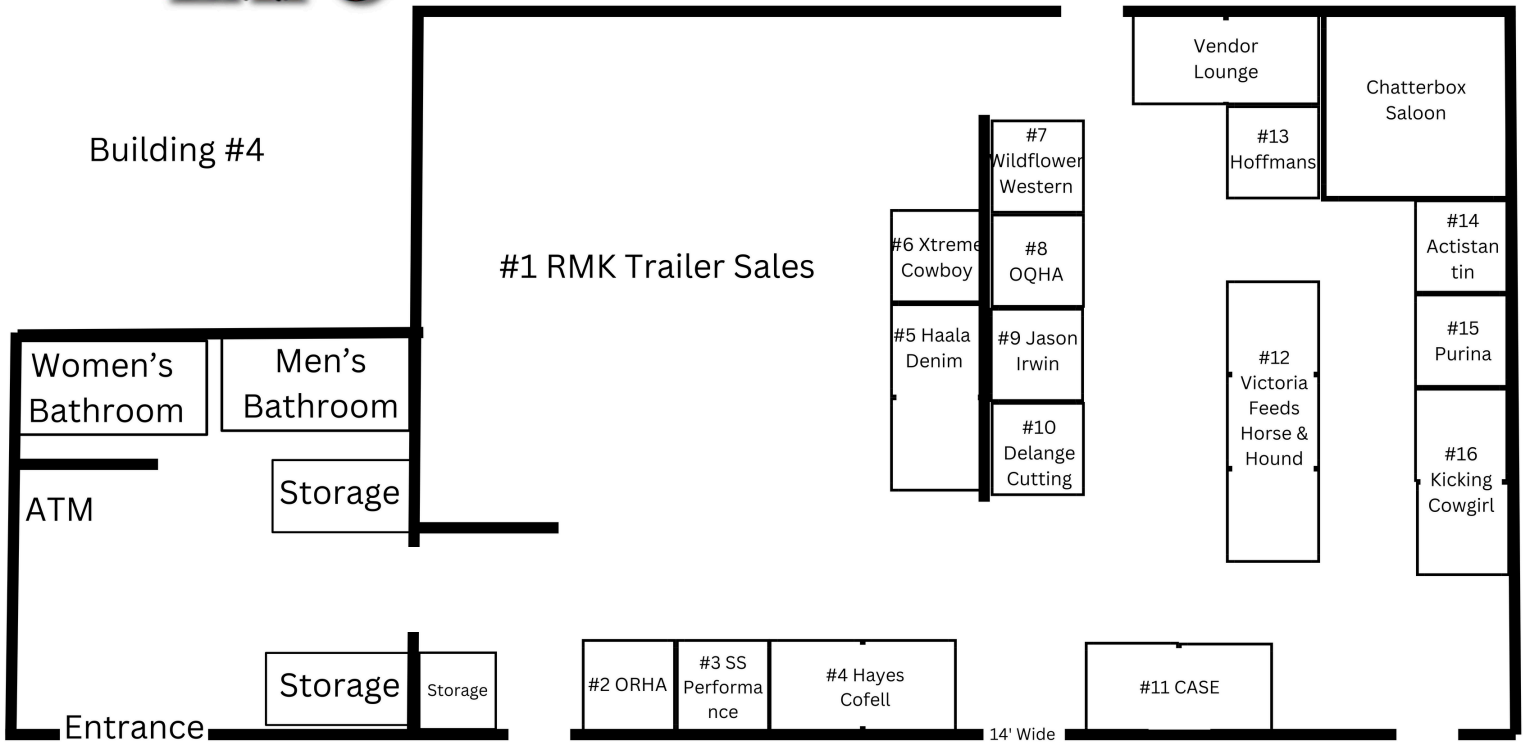 Building #4
#1 RMK Trailer Sales
Vendor
Lounge
Chatterbox
Saloon
#7
Wildflower
Western
#13
Hoffmans
#6 Xtreme
Cowboy
#8
OQHA
#14
Actistan
tin
#5 Haala
Denim
#9 Jason
Irwin
#15
Purina
#12
Victoria
Feeds
Horse &
Hound
#10
Delange
Cutting
#16
Kicking
Cowgirl
Women's
Bathroom
Men's
Bathroom
ATM
Storage
Storage
Storage
Entrance
#2 ORHA
#3 SS
Performa
nce
#4 Hayes
Cofell
14' Wide
#11 CASE